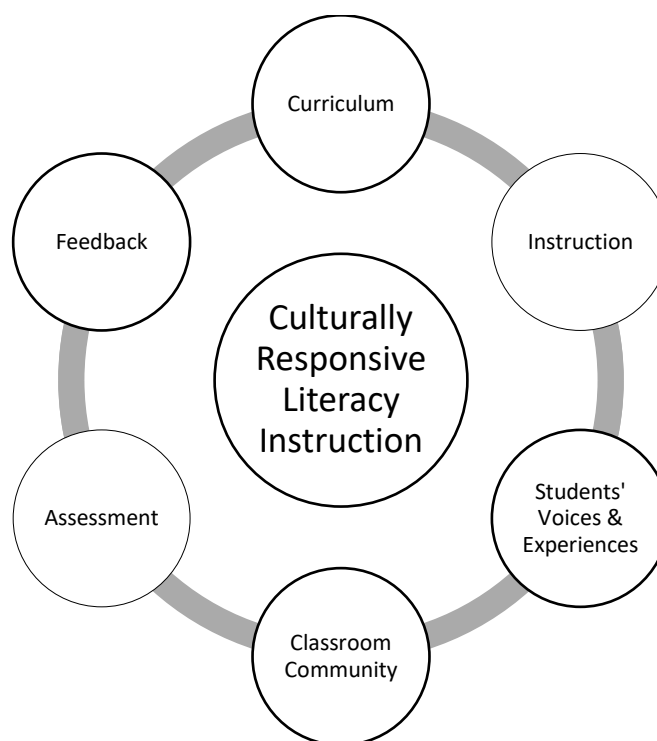 Curriculum
Instruction
Students'
Voices &
Experiences
Classroom
Community
Assessment
Feedback
Culturally
Responsive
Literacy
Instruction